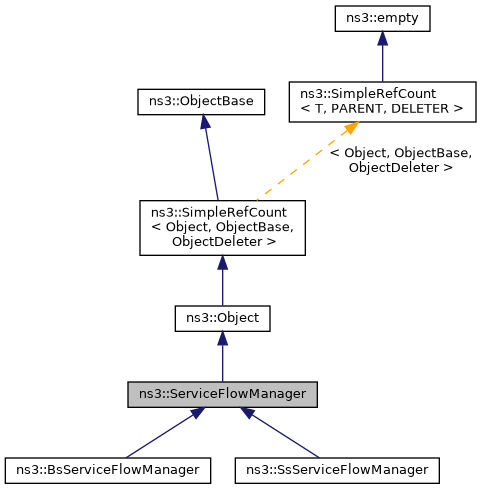 ns3::empty
ns3::SimpleRefCount
< T, PARENT, DELETER >
ns3::ObjectBase
< Object, ObjectBase,
ObjectDeleter >
ns3::SimpleRefCount
< Object, ObjectBase,
ObjectDeleter >
ns3::Object
ns3::ServiceFlowManager
ns3::BsServiceFlowManager
ns3::SsServiceFlowManager